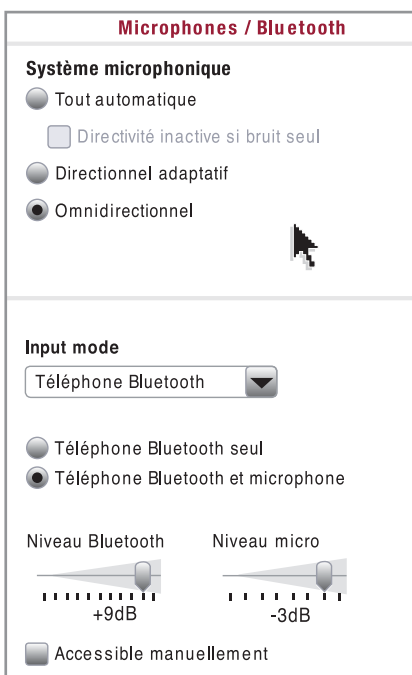 Microphones / Bluetooth
Système microphonique
Tout automatique
Directivité inactive si bruit seul
Directionnel adaptatif
Omnidirectionnel
Input mode
Téléphone Bluetooth
Téléphone Bluetooth seul
Téléphone Bluetooth et microphone
Niveau Bluetooth Niveau micro
+9dB -3dB
Accessible manuellement